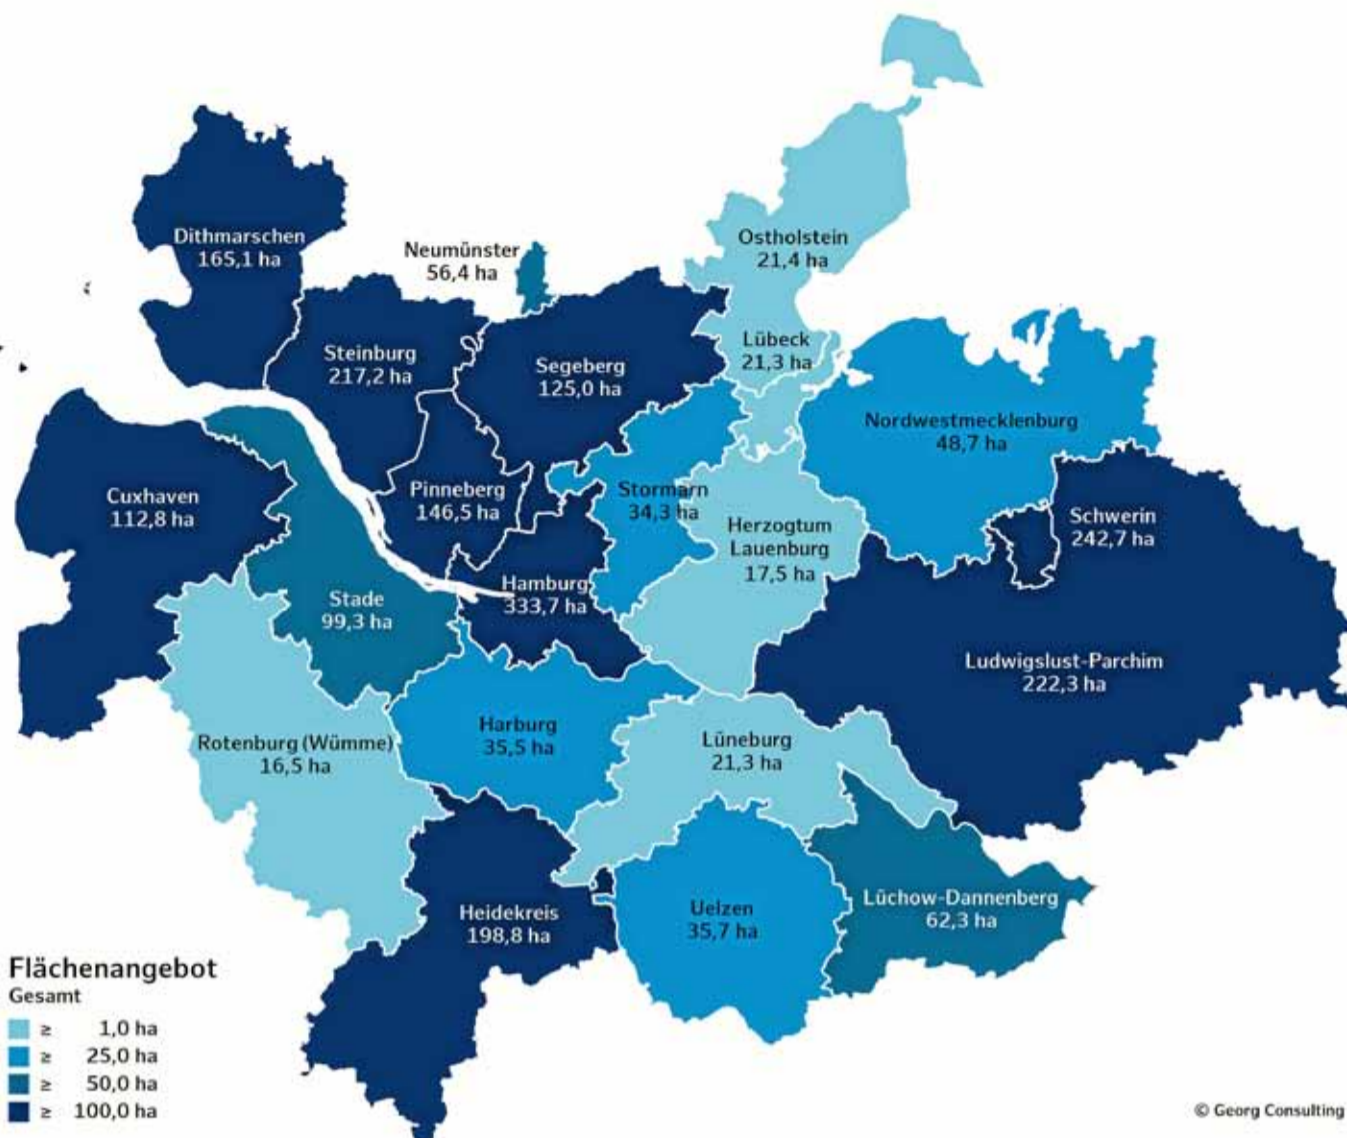 Dithmarschen
165,1 ha
Neumünster
56,4 ha
Ostholstein
21,4 ha
Steinburg
217,2 ha
Segeberg
125,0 ha
Lübeck
21,3 ha
Nordwestmecklenburg
48,7 ha
Cuxhaven
112,8 ha
Pinneberg
146,5 ha
Stormarn
34,3 ha
Herzogtum
Lauenburg
17,5 ha
Schwerin
242,7 ha
Stade
99,3 ha
Hamburg
333,7 ha
Ludwigslust-Parchim
222,3 ha
Rotenburg (Wümme)
16,5 ha
Harburg
35,5 ha
Lüneburg
21,3 ha
Heidekreis
198,8 ha
Uelzen
35,7 ha
Lüchow-Dannenberg
62,3 ha
Flächenangebot
Gesamt
≥ 1,0 ha
≥ 25,0 ha
≥ 50,0 ha
≥ 100,0 ha
© Georg Consulting